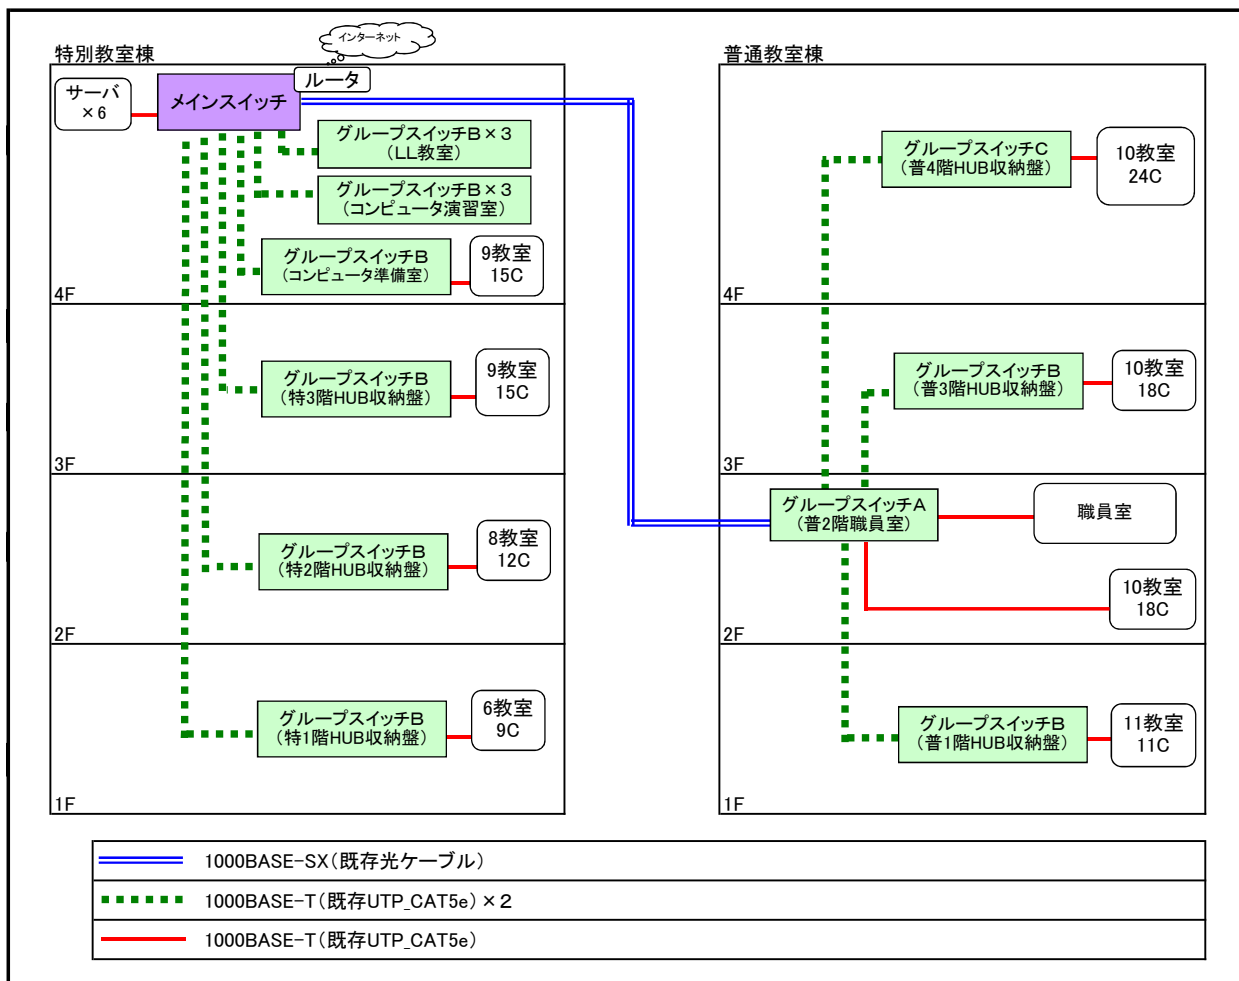 インターネット
特別教室棟
普通教室棟
ルータ
サーバ
×6
メインスイッチ
グループスイッチB×3
(LL教室)
グループスイッチB×3
(コンピュータ演習室)
グループスイッチB
(コンピュータ準備室)
9教室
15C
4F
グループスイッチB
(特3階HUB収納盤)
9教室
15C
3F
グループスイッチB
(特2階HUB収納盤)
8教室
12C
2F
グループスイッチB
(特1階HUB収納盤)
6教室
9C
1F
グループスイッチC
(普4階HUB収納盤)
10教室
24C
4F
グループスイッチB
(普3階HUB収納盤)
10教室
18C
3F
グループスイッチA
(普2階職員室)
職員室
10教室
18C
2F
グループスイッチB
(普1階HUB収納盤)
11教室
11C
1F
1000BASE-SX(既存光ケーブル)
1000BASE-T(既存UTP_CAT5e)×2
1000BASE-T(既存UTP_CAT5e)